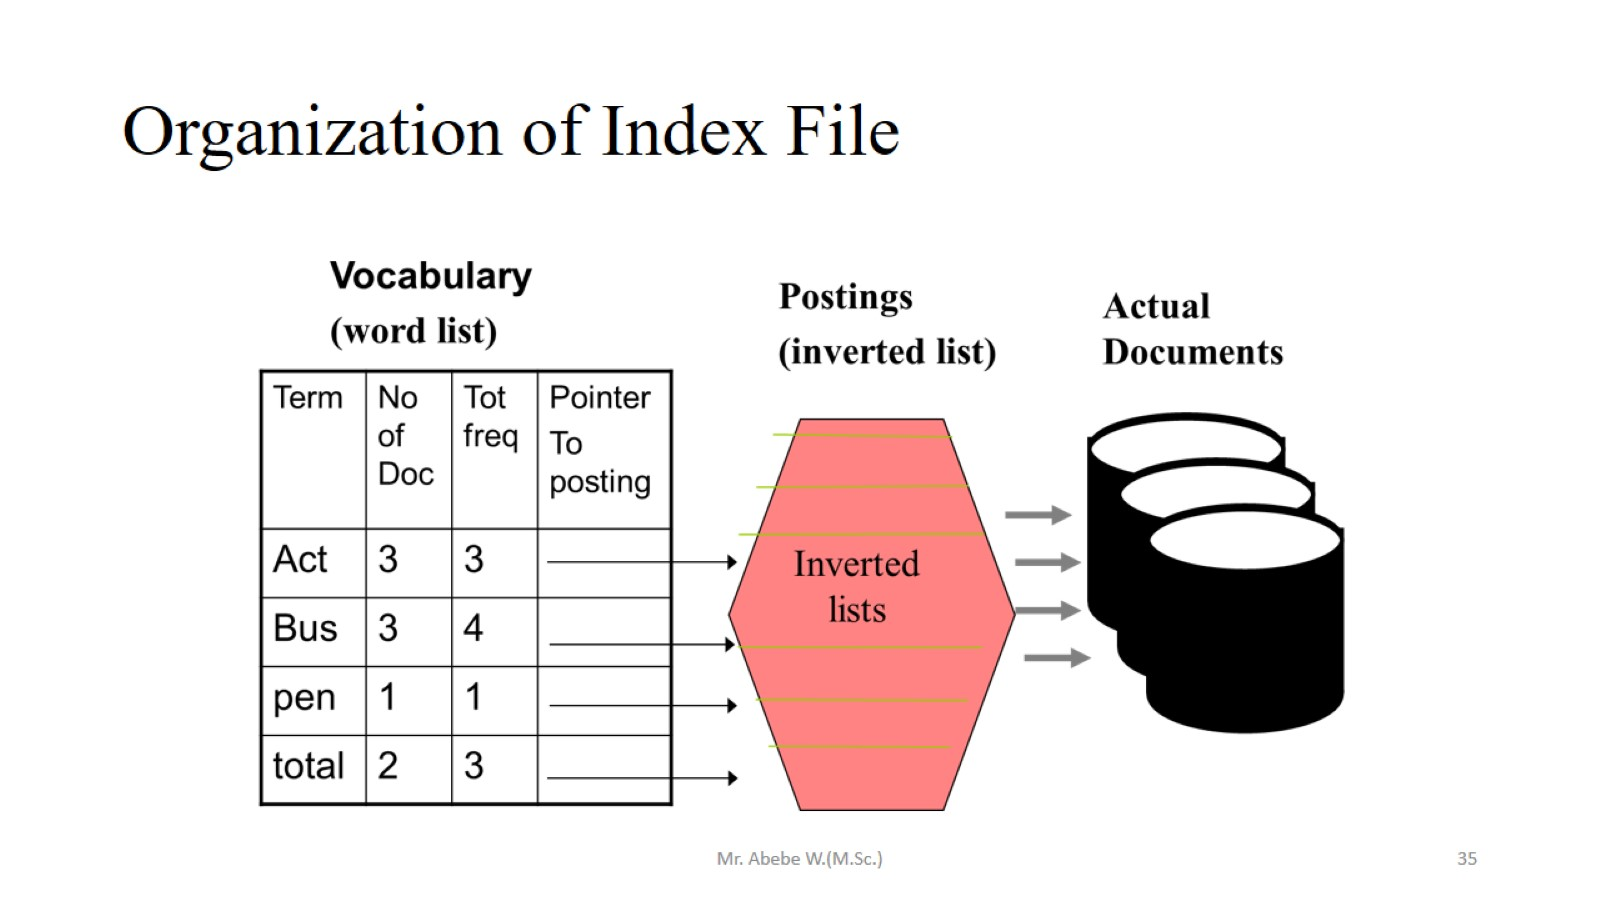 Organization of Index File
Vocabulary
(word list)
Postings
(inverted list)
Actual
Documents
Term No of Doc Tot freq Pointer To posting
Act 3 3
Bus 3 4
pen 1 1
total 2 3
Inverted
lists
Mr. Abebe W.(M.Sc.)
35